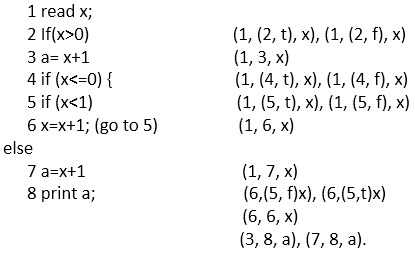 1 read x;
2 If(x>0) (1, (2, t), x), (1, (2, f), x)
3 a= x+1 (1, 3, x)
4 if (x<=0) { (1, (4, t), x), (1, (4, f), x)
5 if (x<1) (1, (5, t), x), (1, (5, f), x)
6 x=x+1; (go to 5) (1, 6, x)
else
7 a=x+1 (1, 7, x)
8 print a; (6,(5, f)x), (6,(5,t)x)
(6, 6, x)
(3, 8, a), (7, 8, a).